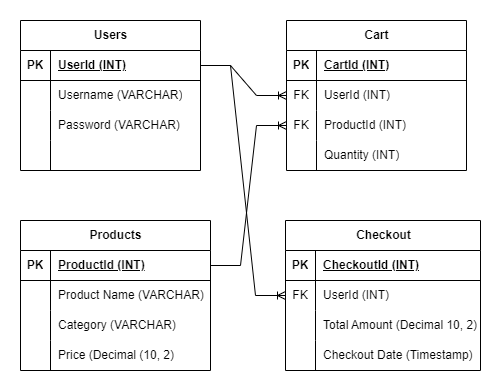 Users
PK UserId (INT)
Username (VARCHAR)
Password (VARCHAR)
Cart
PK CartId (INT)
FK UserId (INT)
FK ProductId (INT)
Quantity (INT)
Products
PK ProductId (INT)
Product Name (VARCHAR)
Category (VARCHAR)
Price (Decimal (10, 2)
Checkout
PK CheckoutId (INT)
FK UserId (INT)
Total Amount (Decimal 10, 2)
Checkout Date (Timestamp)